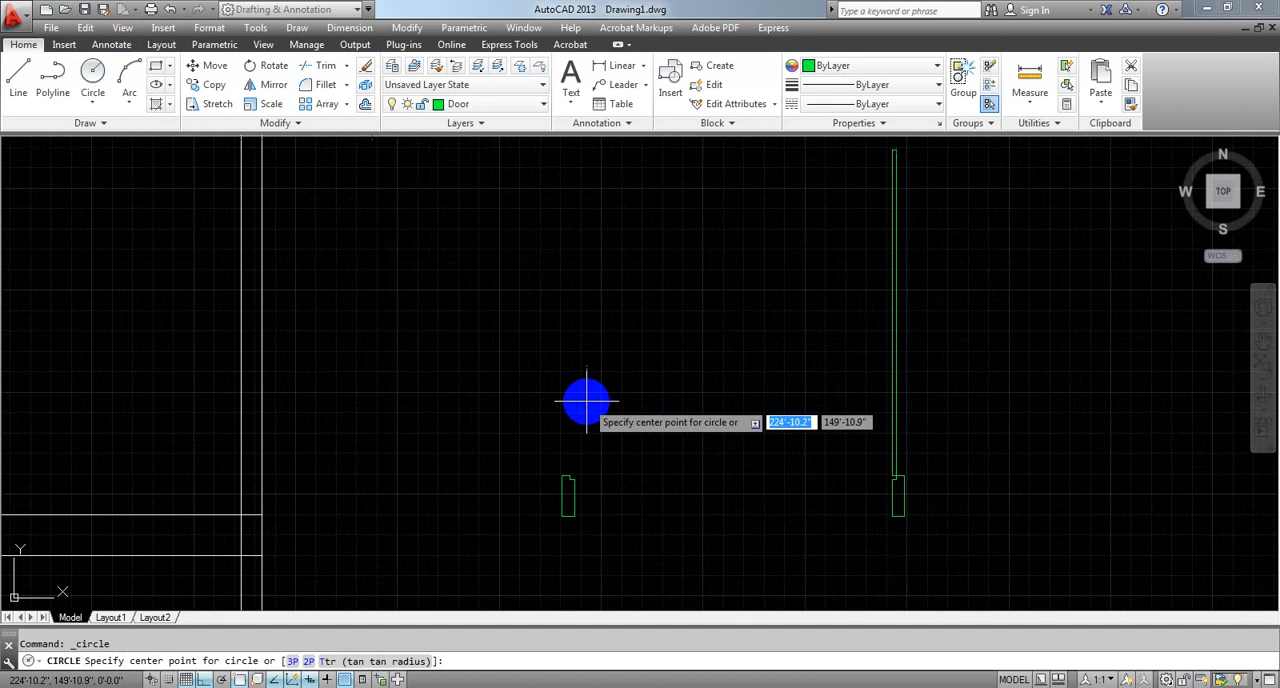 Drafting & Annotation
AutoCAD 2013 Drawing1.dwg
Type a keyword or phrase
Sign In
File Edit View Insert Format Tools Draw Dimension Modify Parametric Window Help Acrobat Markups Adobe PDF Express
Home Insert Annotate Layout Parametric View Manage Output Plug-ins Online Express Tools Acrobat
Line Polyline Circle Arc
Move Rotate Trim
Copy Mirror Fillet
Stretch Scale Array
Unsaved Layer State
Door
Text
Linear
Leader
Table
Insert
Create
Edit
Edit Attributes
ByLayer
ByLayer
ByLayer
Group
Measure
Paste
Draw Modify Layers Annotation Block Properties Groups Utilities Clipboard
N
W TOP E
S
WCS
Specify center point for circle or 224'-10.2" 149'-10.9"
Y
X
Model Layout1 Layout2
Command: _circle
CIRCLE Specify center point for circle or [3P 2P Ttr (tan tan radius)]:
224'-10.2", 149'-10.9", 0'-0.0" MODEL 1:1